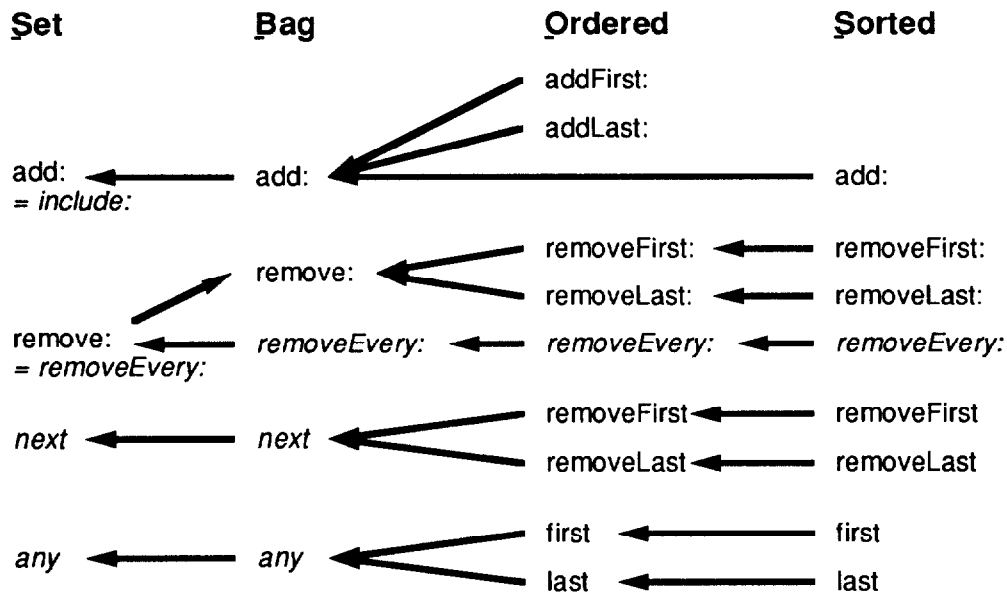 Set Bag Ordered Sorted
addFirst:
addLast:
add: add: add:
= include:
removeFirst: removeFirst:
remove:
removeLast: removeLast:
remove: removeEvery: removeEvery: removeEvery:
= removeEvery:
removeFirst removeFirst
next next
removeLast removeLast
first first
any any
last last